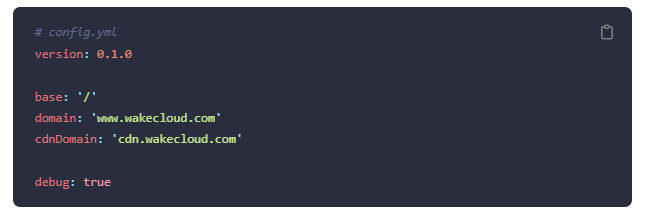 # config.yml
version: 0.1.0
base: '/'
domain: 'www.wakecloud.com'
cdnDomain: 'cdn.wakecloud.com'
debug: true